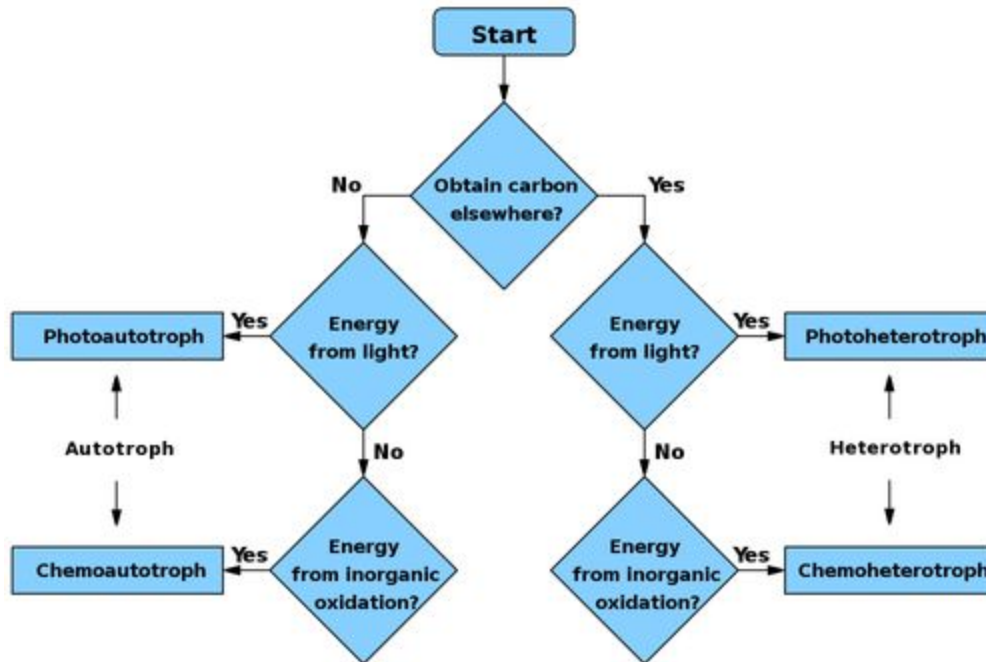 Start
Obtain carbon
elsewhere?
No
Yes
Energy
from light?
Yes
Photoautotroph
Energy
from light?
Yes
Photoheterotroph
Autotroph
Heterotroph
No
No
Energy
from inorganic
oxidation?
Yes
Chemoautotroph
Energy
from inorganic
oxidation?
Yes
Chemoheterotroph